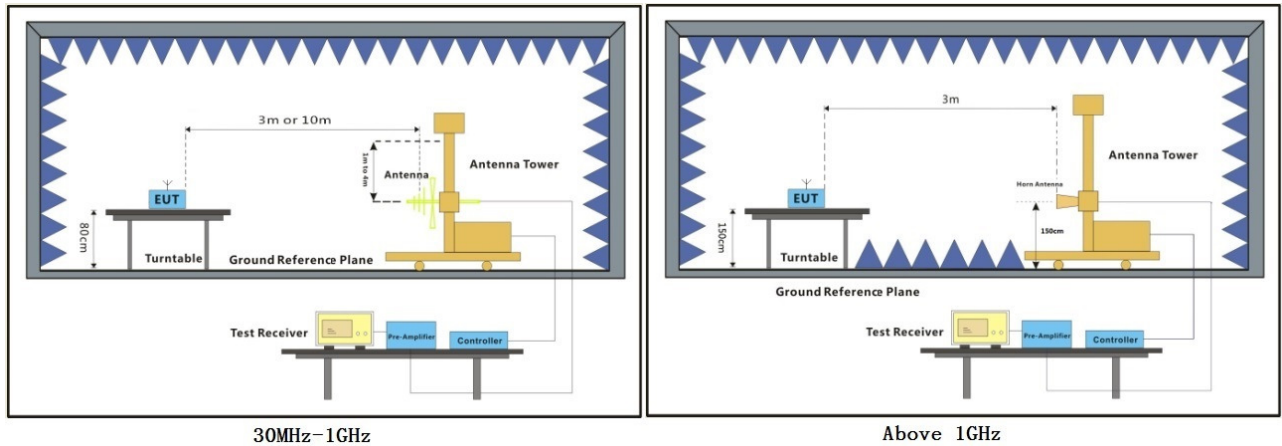 3m or 10m
1m to 4m
Antenna Tower
Antenna
EUT
80cm
Turntable
Ground Reference Plane
Test Receiver
Pre-Amplifier
Controller
30MHz-1GHz
3m
Antenna Tower
Horn Antenna
EUT
150cm
150cm
Turntable
Ground Reference Plane
Test Receiver
Pre-Amplifier
Controller
Above 1GHz